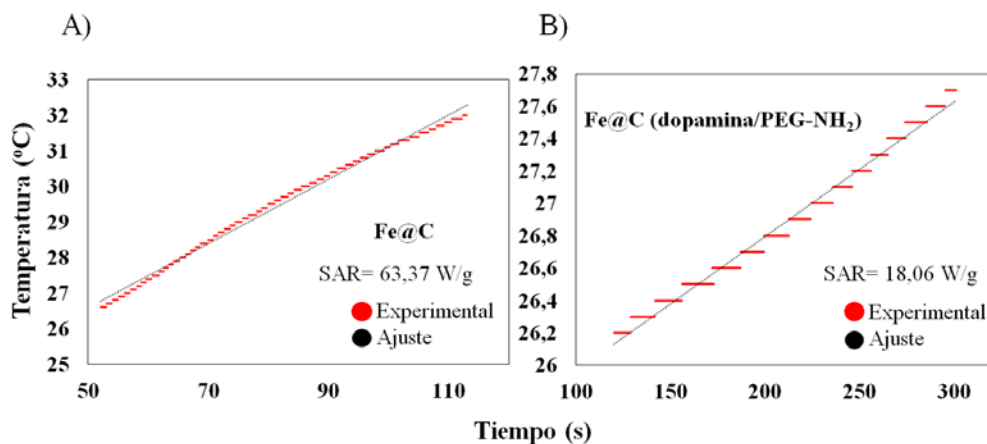 A)
B)
Temperatura (ºC)
33
32
31
30
29
28
27
26
25
50
70
90
110
Fe@C
SAR= 63,37 W/g
Experimental
Ajuste
27,8
27,6
27,4
27,2
27
26,8
26,6
26,4
26,2
26
100
150
200
250
300
Fe@C (dopamina/PEG-NH₂)
SAR= 18,06 W/g
Experimental
Ajuste
Tiempo (s)